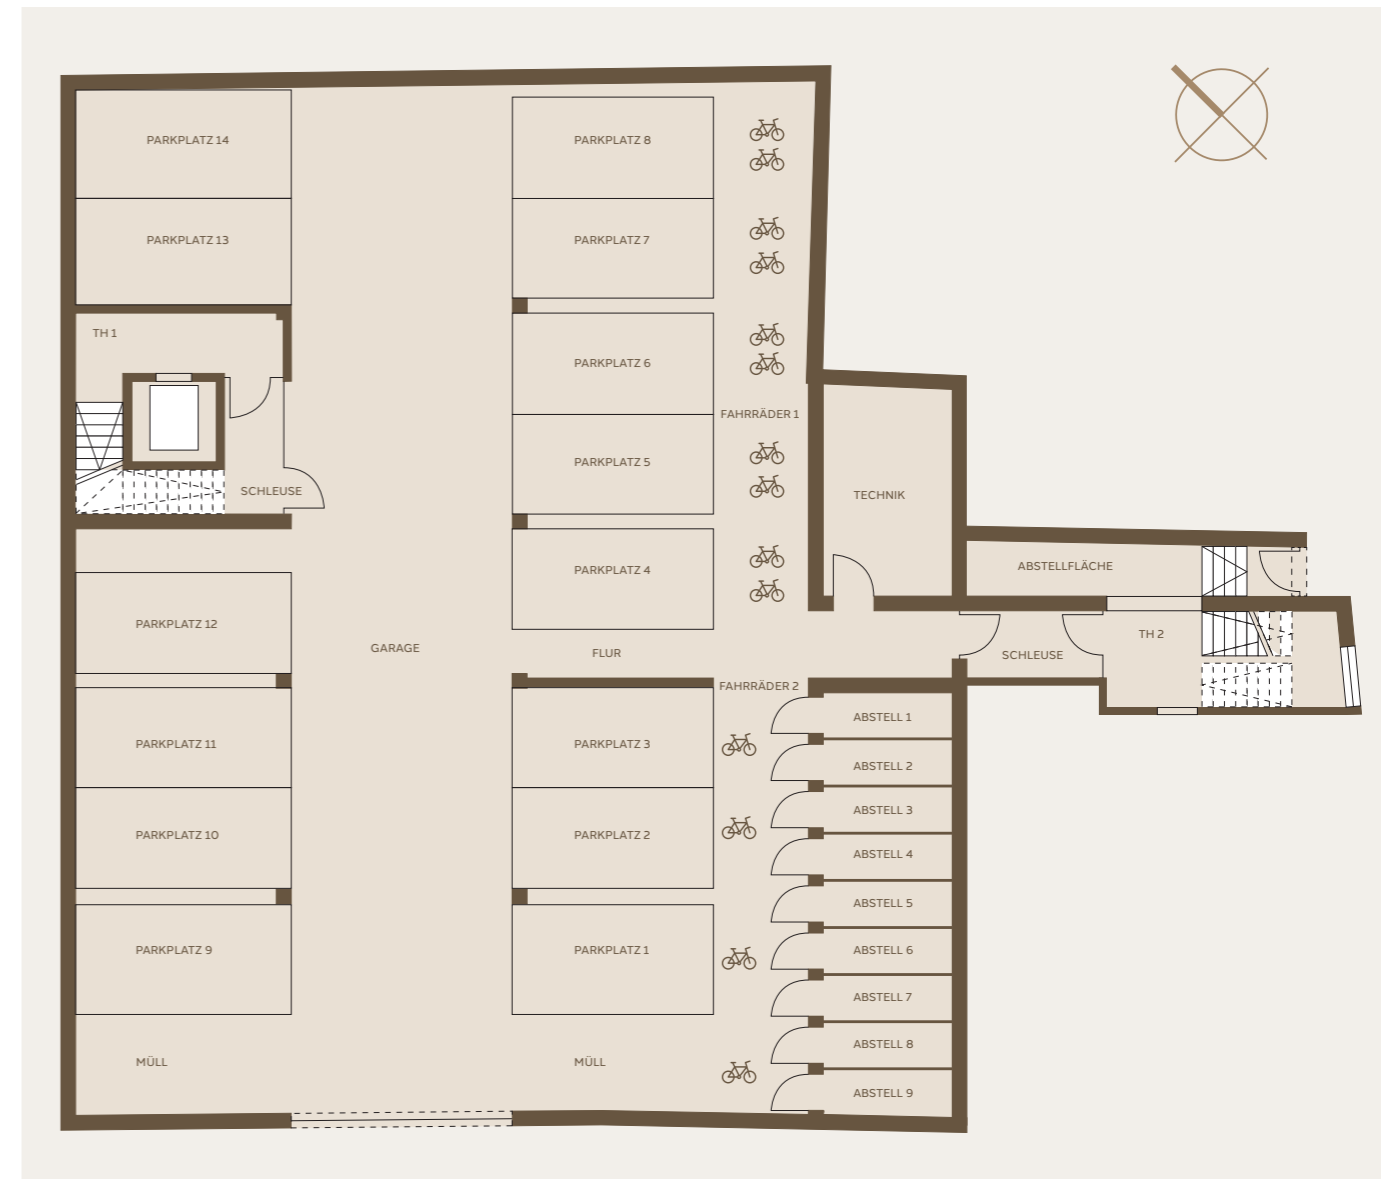 PARKPLATZ 14
PARKPLATZ 8
PARKPLATZ 13
PARKPLATZ 7
TH 1
PARKPLATZ 6
FAHRRÄDER 1
PARKPLATZ 5
SCHLEUSE
TECHNIK
ABSTELLFLÄCHE
PARKPLATZ 4
PARKPLATZ 12
TH 2
GARAGE
FLUR
SCHLEUSE
FAHRRÄDER 2
ABSTELL 1
PARKPLATZ 11
PARKPLATZ 3
ABSTELL 2
ABSTELL 3
PARKPLATZ 10
PARKPLATZ 2
ABSTELL 4
ABSTELL 5
PARKPLATZ 9
PARKPLATZ 1
ABSTELL 6
ABSTELL 7
ABSTELL 8
MÜLL
MÜLL
ABSTELL 9